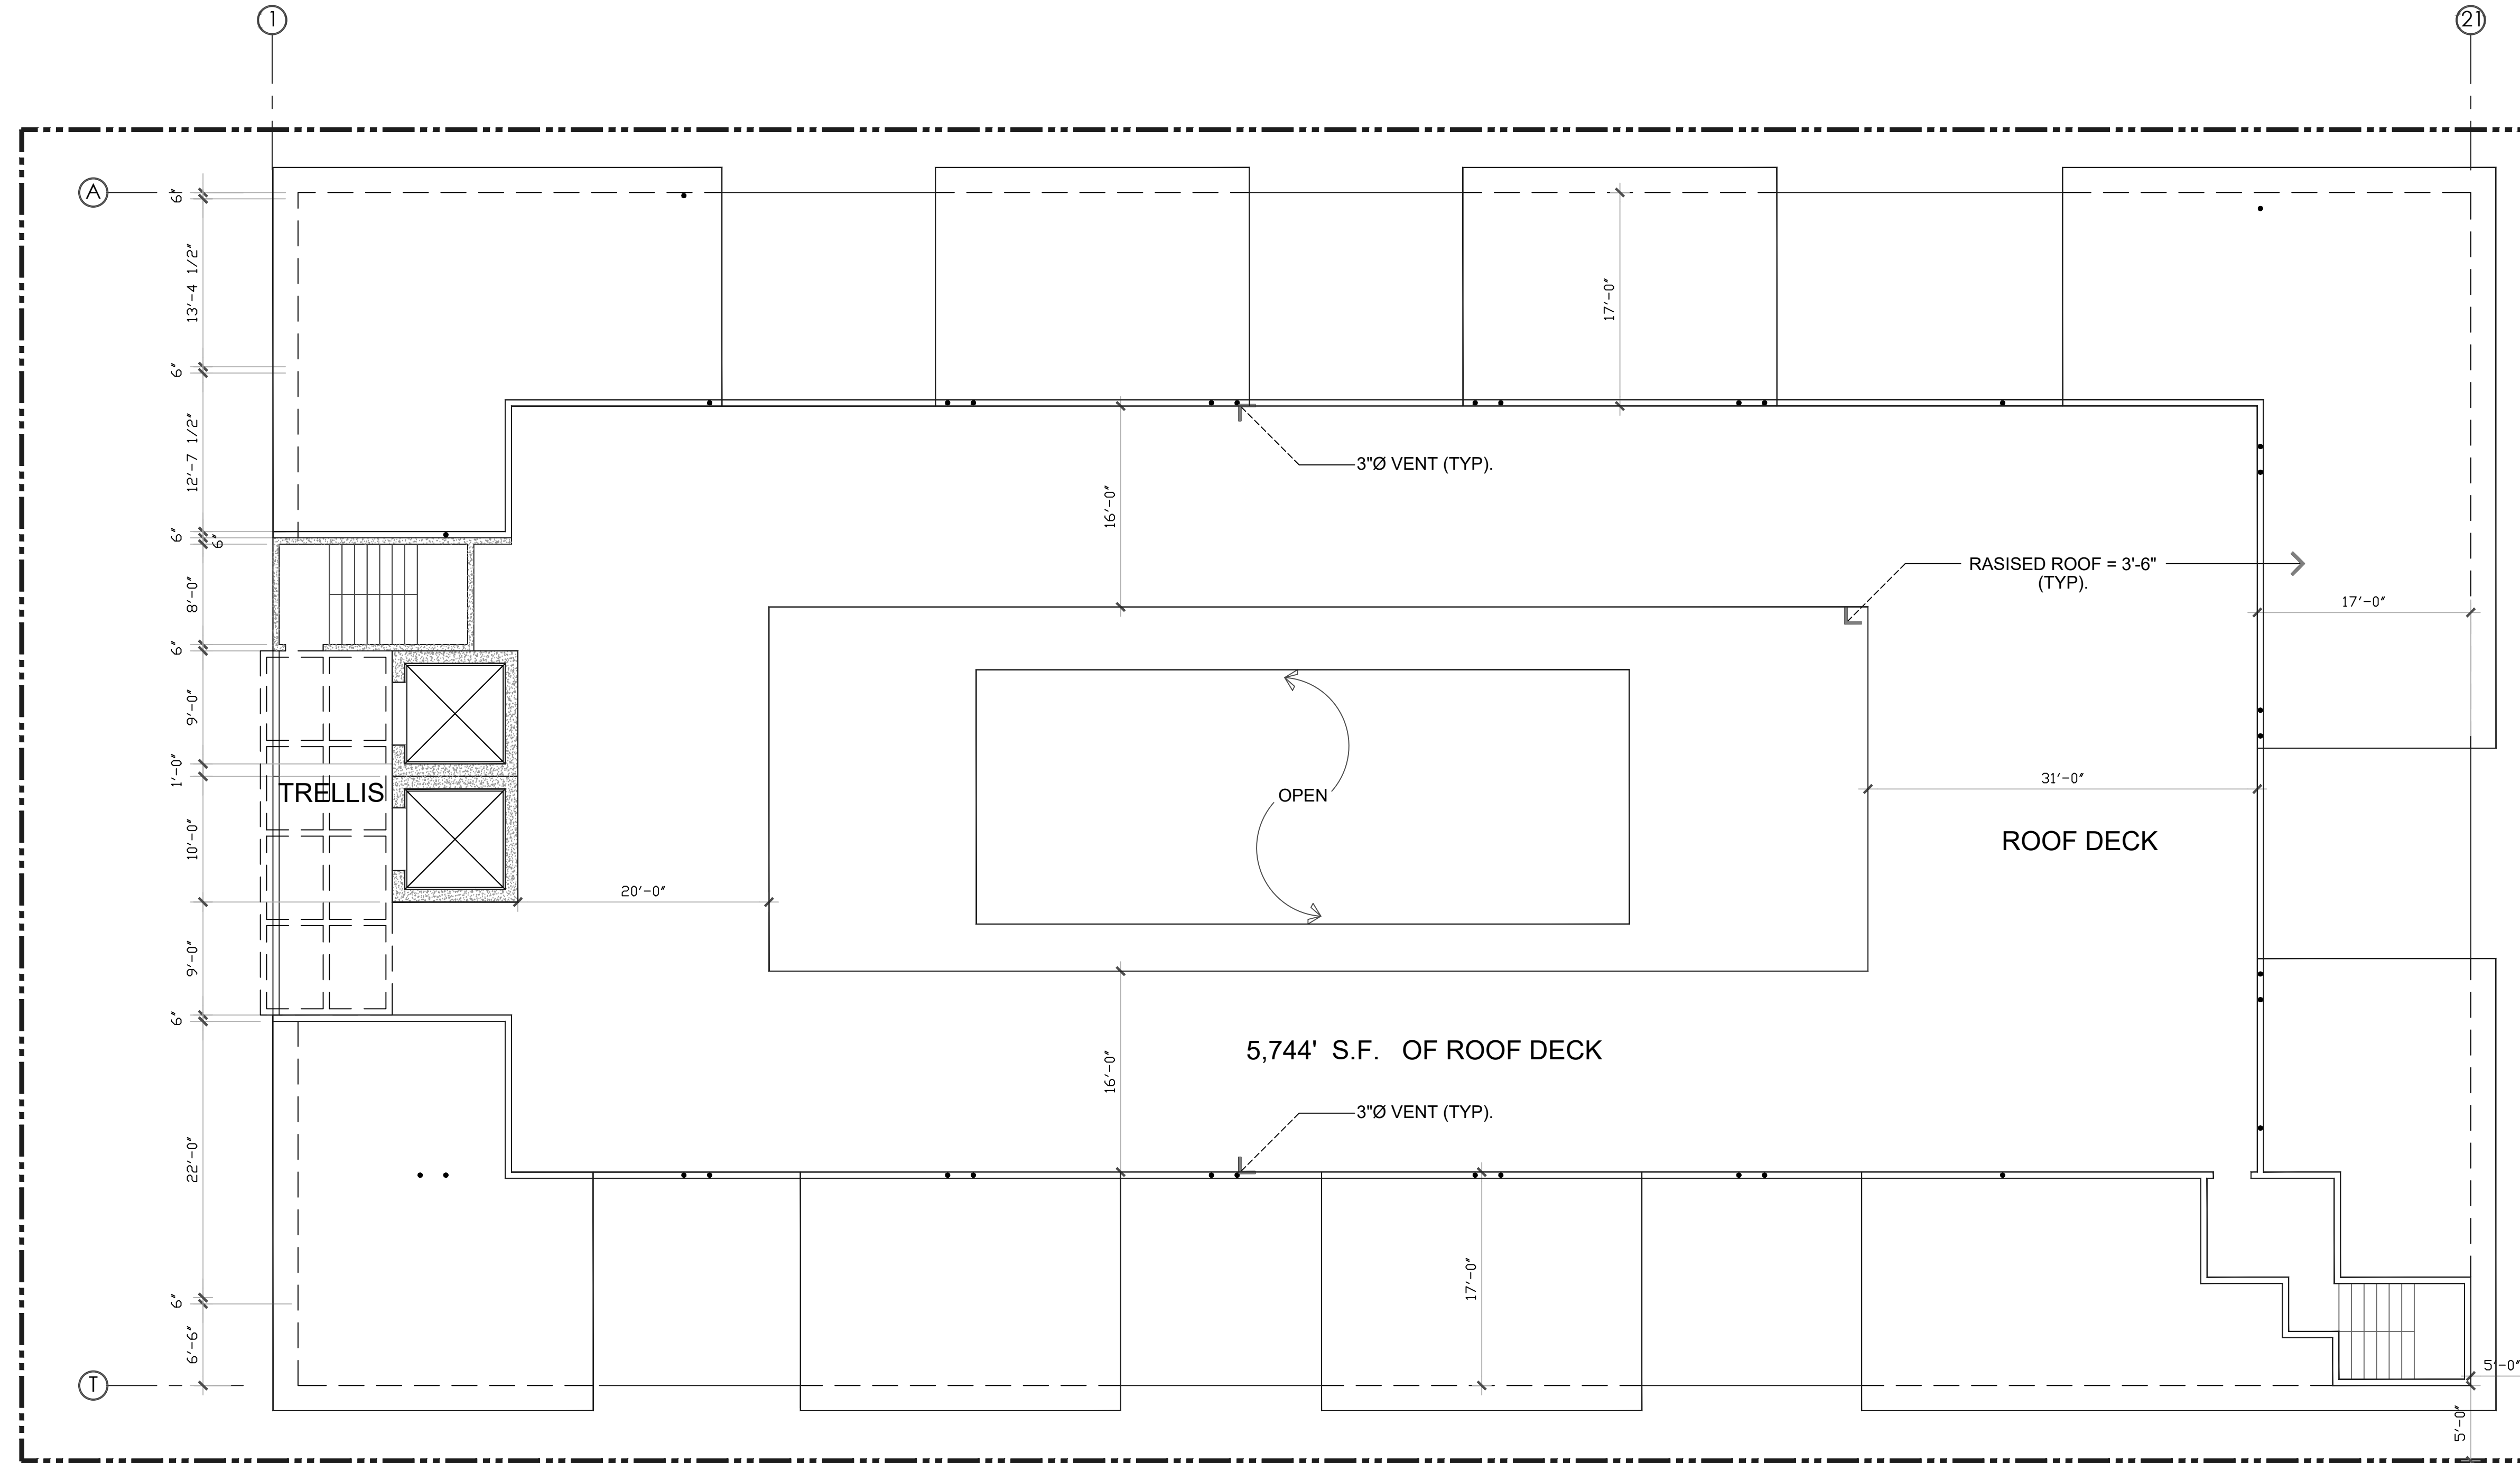 1
21
A
6"
13'-4 1/2"
6"
12'-7 1/2"
6"
6"
8'-0"
6"
9'-0"
1'-0"
10'-0"
9'-0"
6"
22'-0"
6"
6'-6"
T
17'-0"
3"Ø VENT (TYP).
16'-0"
RASISED ROOF = 3'-6"
(TYP).
17'-0"
31'-0"
OPEN
TRELLIS
ROOF DECK
20'-0"
5,744' S.F. OF ROOF DECK
16'-0"
3"Ø VENT (TYP).
17'-0"
5'-0"
5'-0"